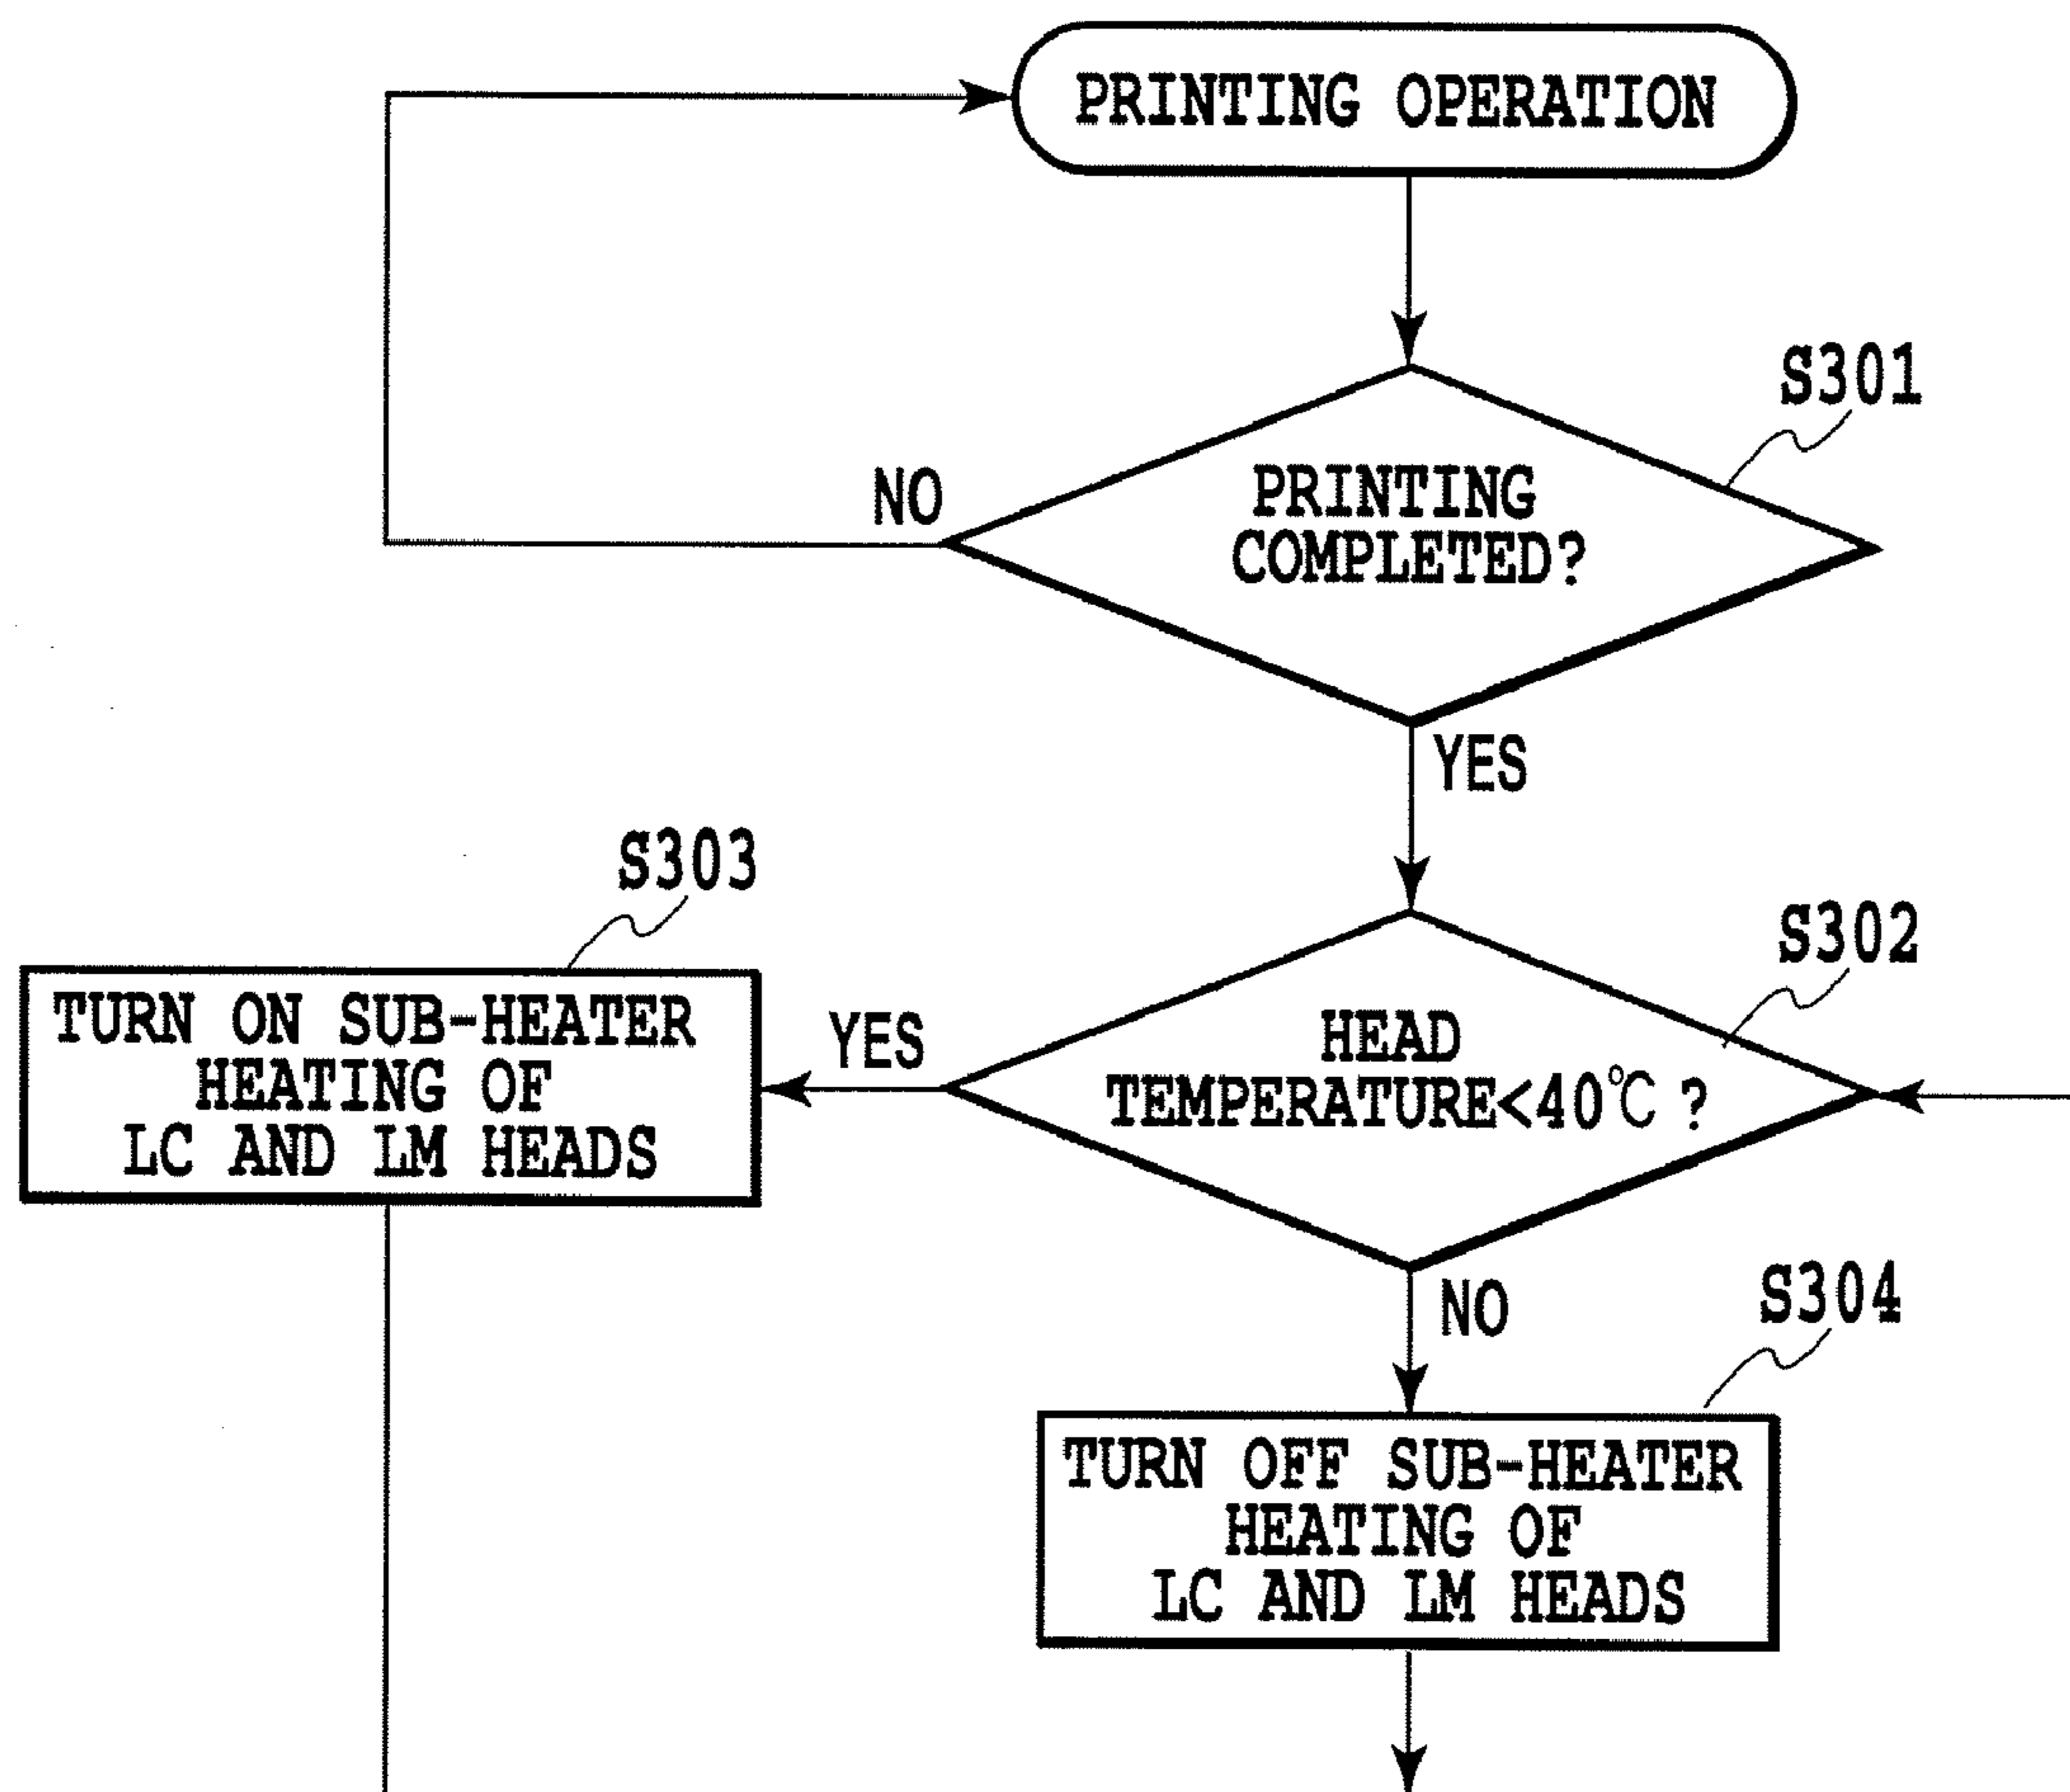 PRINTING OPERATION
S301
NO
PRINTING
COMPLETED?
YES
S303
S302
TURN ON SUB-HEATER
HEATING OF
LC AND LM HEADS
YES
HEAD
TEMPERATURE<40℃ ?
NO
S304
TURN OFF SUB-HEATER
HEATING OF
LC AND LM HEADS